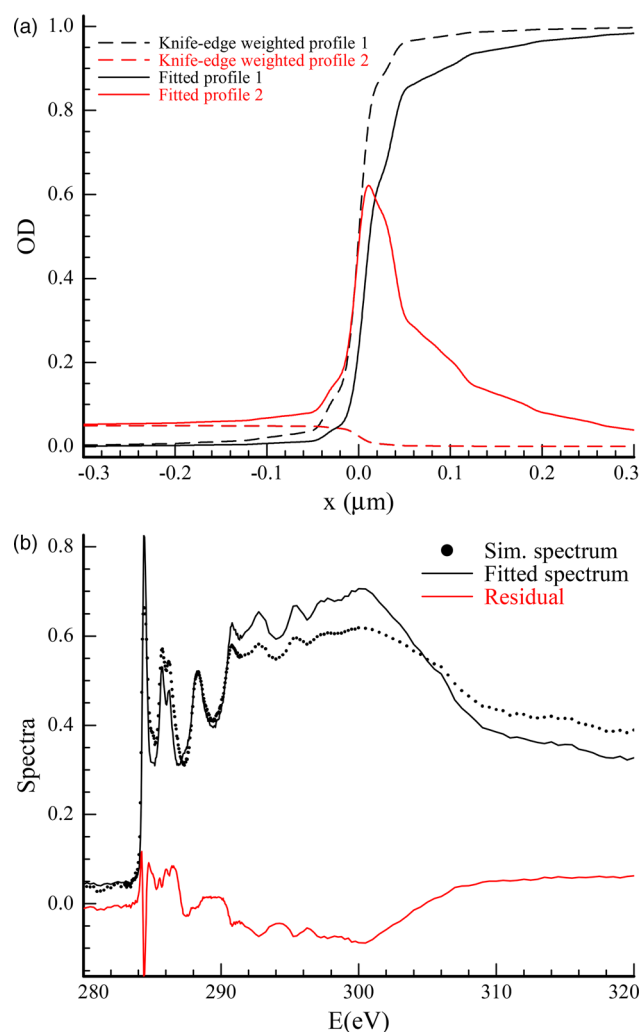 (a)
1.0
0.8
0.6
0.4
0.2
0.0
OD
Knife-edge weighted profile 1
Knife-edge weighted profile 2
Fitted profile 1
Fitted profile 2
-0.3 -0.2 -0.1 0.0 0.1 0.2 0.3
x (μm)
(b)
0.8
0.6
0.4
0.2
0.0
Spectra
Sim. spectrum
Fitted spectrum
Residual
280 290 300 310 320
E(eV)